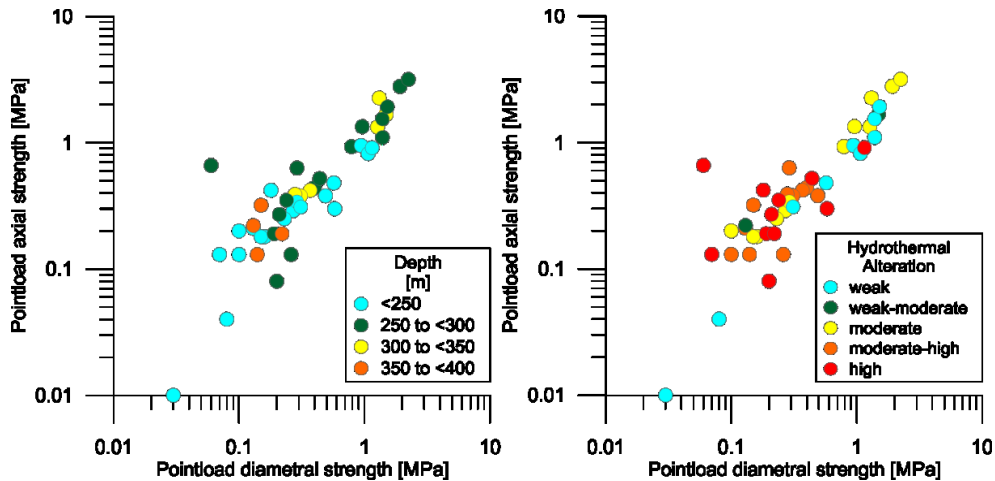 10
1
0.1
0.01
Pointload axial strength [MPa]
0.01
0.1
1
10
Pointload diametral strength [MPa]
Depth
[m]
<250
250 to <300
300 to <350
350 to <400
10
1
0.1
0.01
Pointload axial strength [MPa]
0.01
0.1
1
10
Pointload diametral strength [MPa]
Hydrothermal
Alteration
weak
weak-moderate
moderate
moderate-high
high